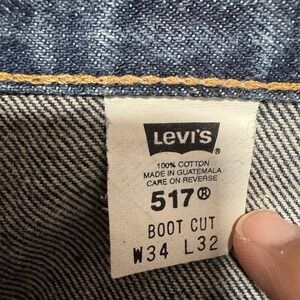 LEVI'S
100% COTTON
MADE IN GUATEMALA
CARE ON REVERSE
517®
BOOT CUT
W34 L32